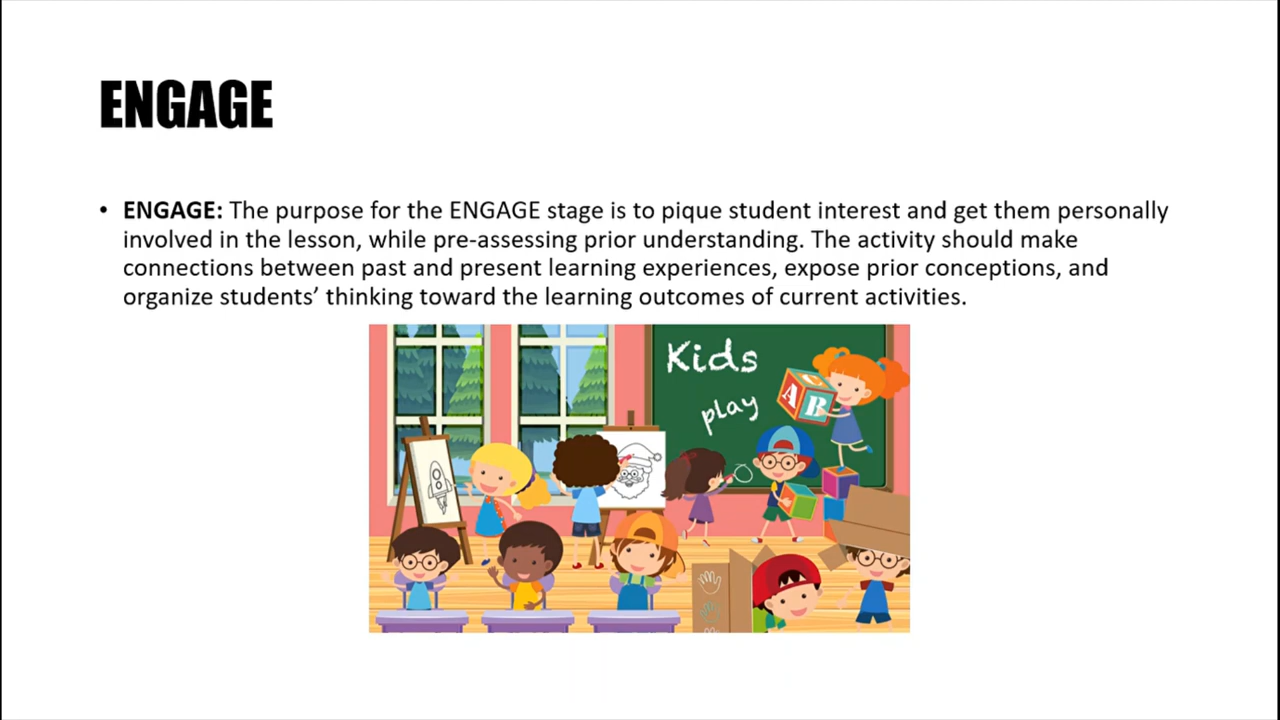 ENGAGE
• ENGAGE: The purpose for the ENGAGE stage is to pique student interest and get them personally
involved in the lesson, while pre-assessing prior understanding. The activity should make
connections between past and present learning experiences, expose prior conceptions, and
organize students’ thinking toward the learning outcomes of current activities.
Kids
play
C
A B